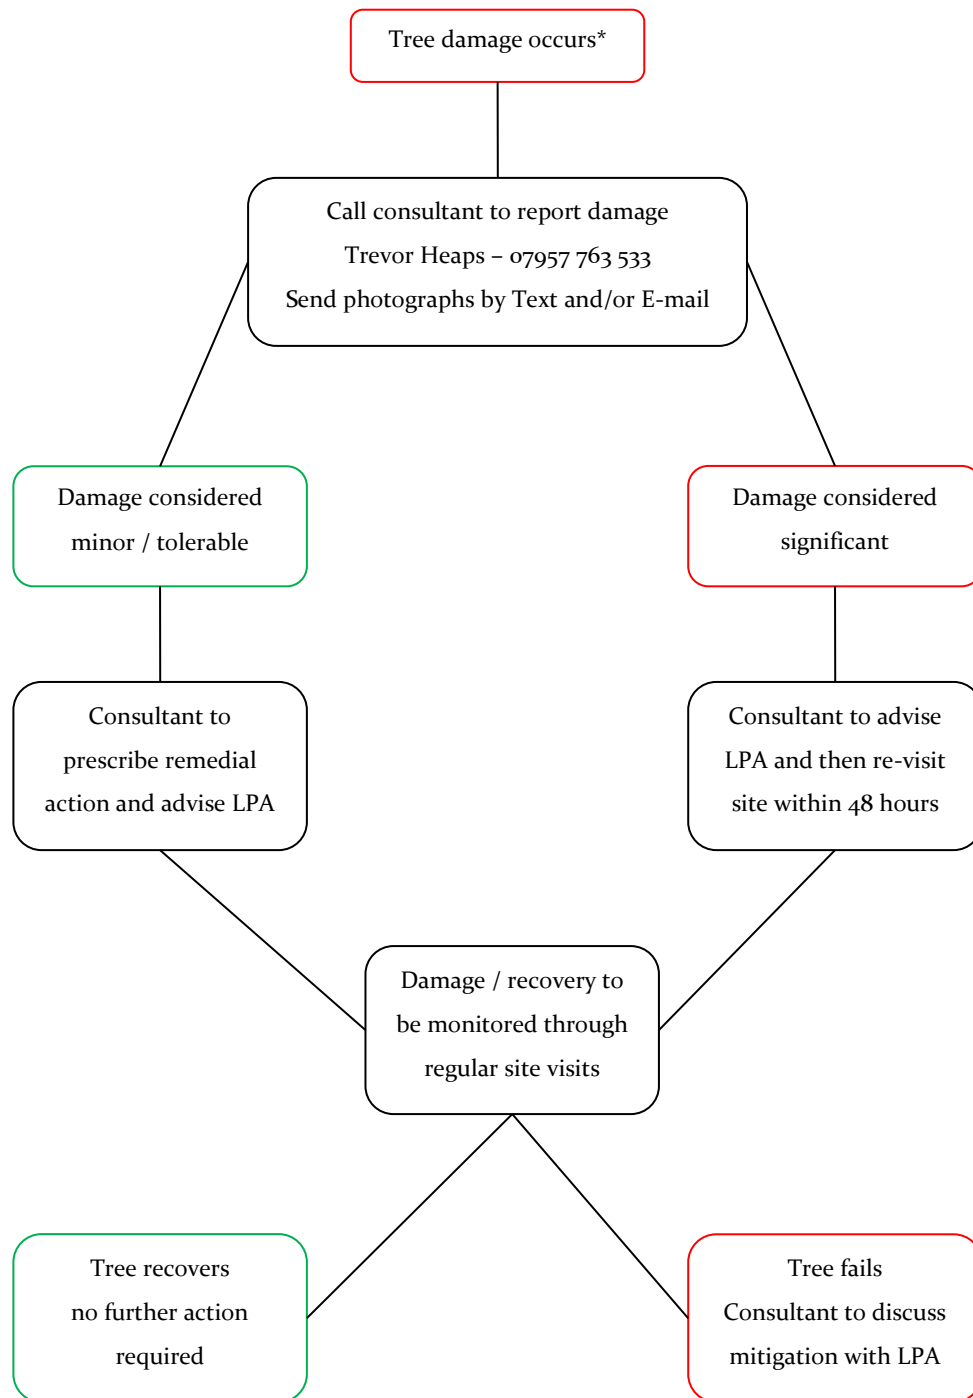 Tree damage occurs*
Call consultant to report damage
Trevor Heaps – 07957 763 533
Send photographs by Text and/or E-mail
Damage considered
minor / tolerable
Damage considered
significant
Consultant to
prescribe remedial
action and advise LPA
Consultant to advise
LPA and then re-visit
site within 48 hours
Damage / recovery to
be monitored through
regular site visits
Tree recovers
no further action
required
Tree fails
Consultant to discuss
mitigation with LPA